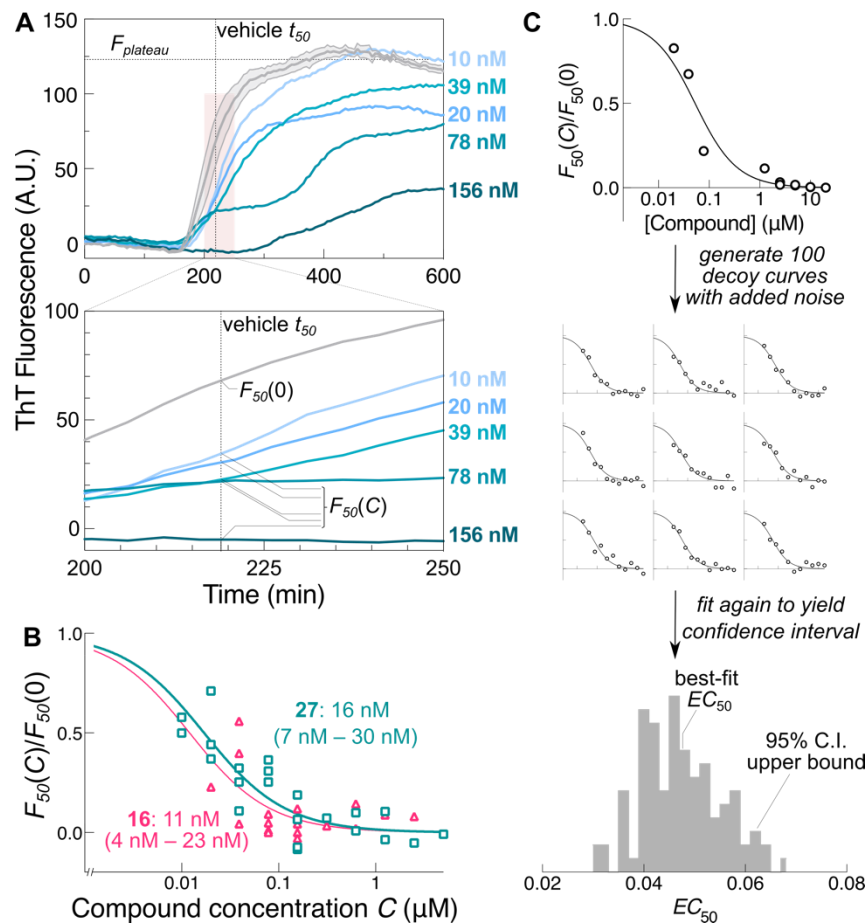 A
150
100
50
0
F_plateau
vehicle t_50
10 nM
39 nM
20 nM
78 nM
156 nM
0
200
400
600
ThT Fluorescence (A.U.)
100
50
0
vehicle t_50
F_50(0)
F_50(C)
10 nM
20 nM
39 nM
78 nM
156 nM
200
225
250
Time (min)
B
1.0
0.5
0.0
F_50(C)/F_50(0)
27: 16 nM
(7 nM – 30 nM)
16: 11 nM
(4 nM – 23 nM)
0.01
0.1
1
Compound concentration C (μM)
C
1.0
0.5
0.0
F_50(C)/F_50(0)
0.01
0.1
1
10
[Compound] (μM)
generate 100
decoy curves
with added noise
fit again to yield
confidence interval
best-fit
EC_50
95% C.I.
upper bound
0.02
0.04
0.06
0.08
EC_50